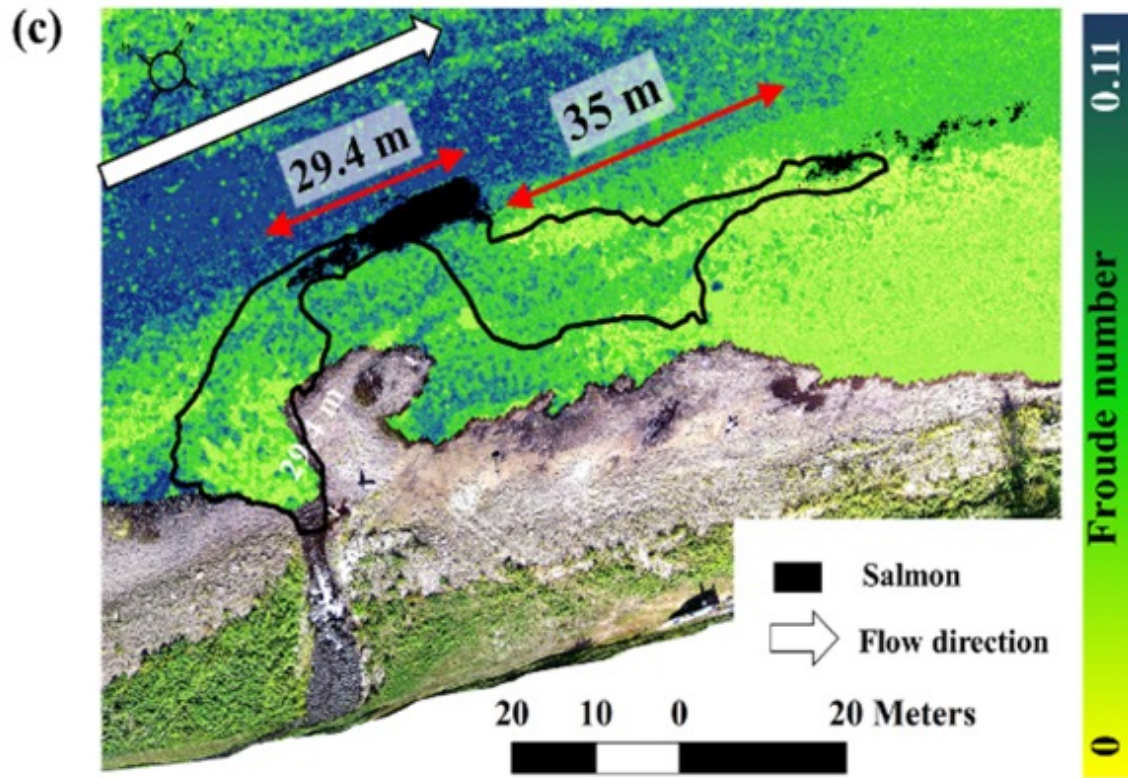 (c)
29.4 m
35 m
Salmon
Flow direction
20 10 0 20 Meters
0.11
Froude number
0